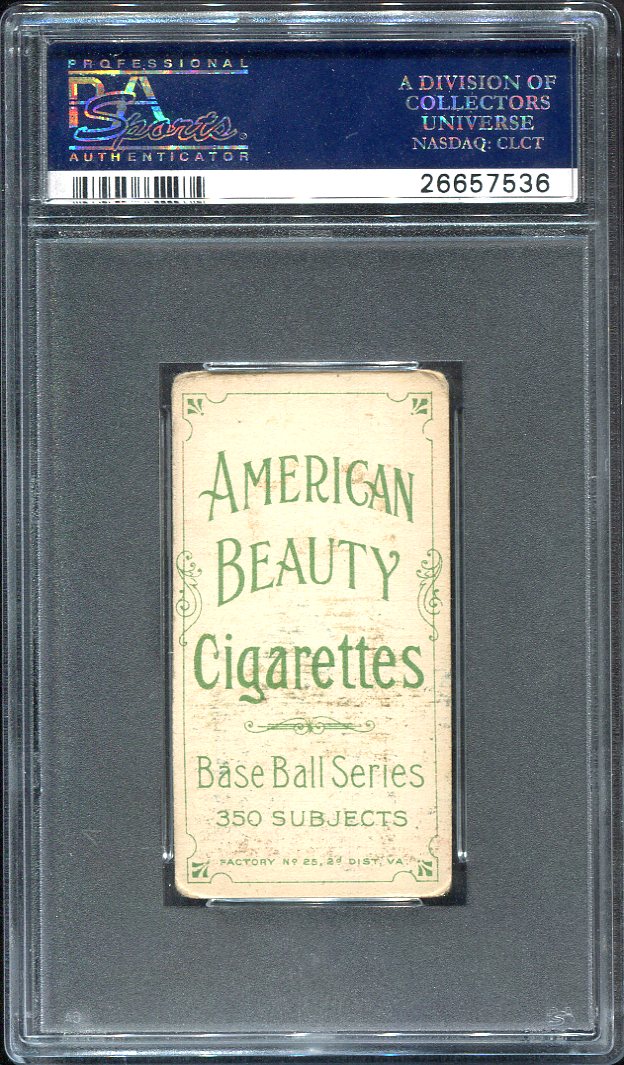 PROFESSIONAL
PSA
Sports.
AUTHENTICATOR
A DIVISION OF
COLLECTORS
UNIVERSE
NASDAQ: CLCT
26657536
AMERICAN
BEAUTY
Cigarettes
Base Ball Series
350 SUBJECTS
FACTORY Nº 25, 2ᵈ DIST, VA.